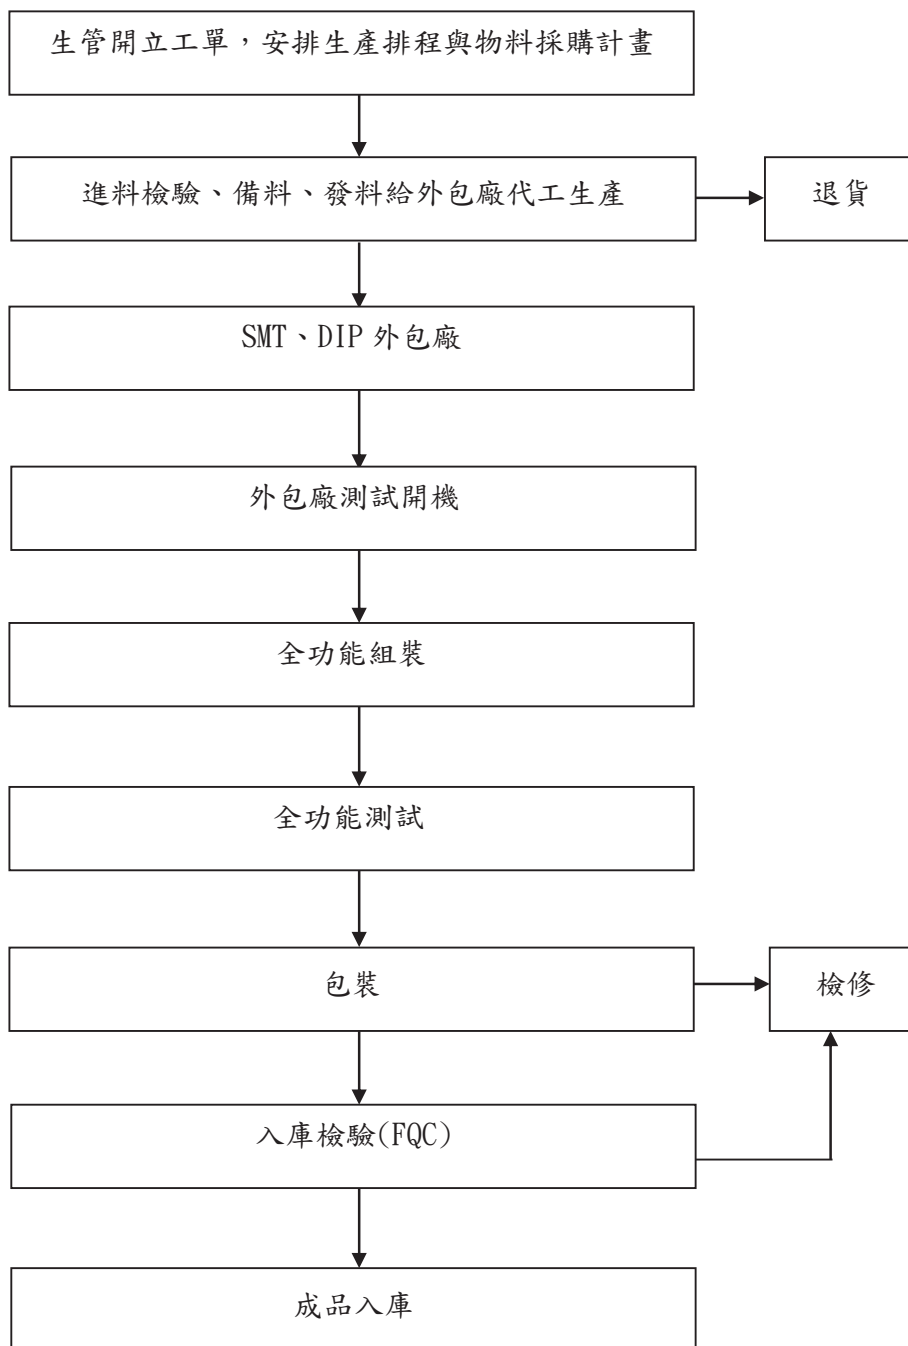 生管開立工單，安排生產排程與物料採購計畫
進料檢驗、備料、發料給外包廠代工生產
退貨
SMT、DIP 外包廠
外包廠測試開機
全功能組裝
全功能測試
包裝
檢修
入庫檢驗(FQC)
成品入庫